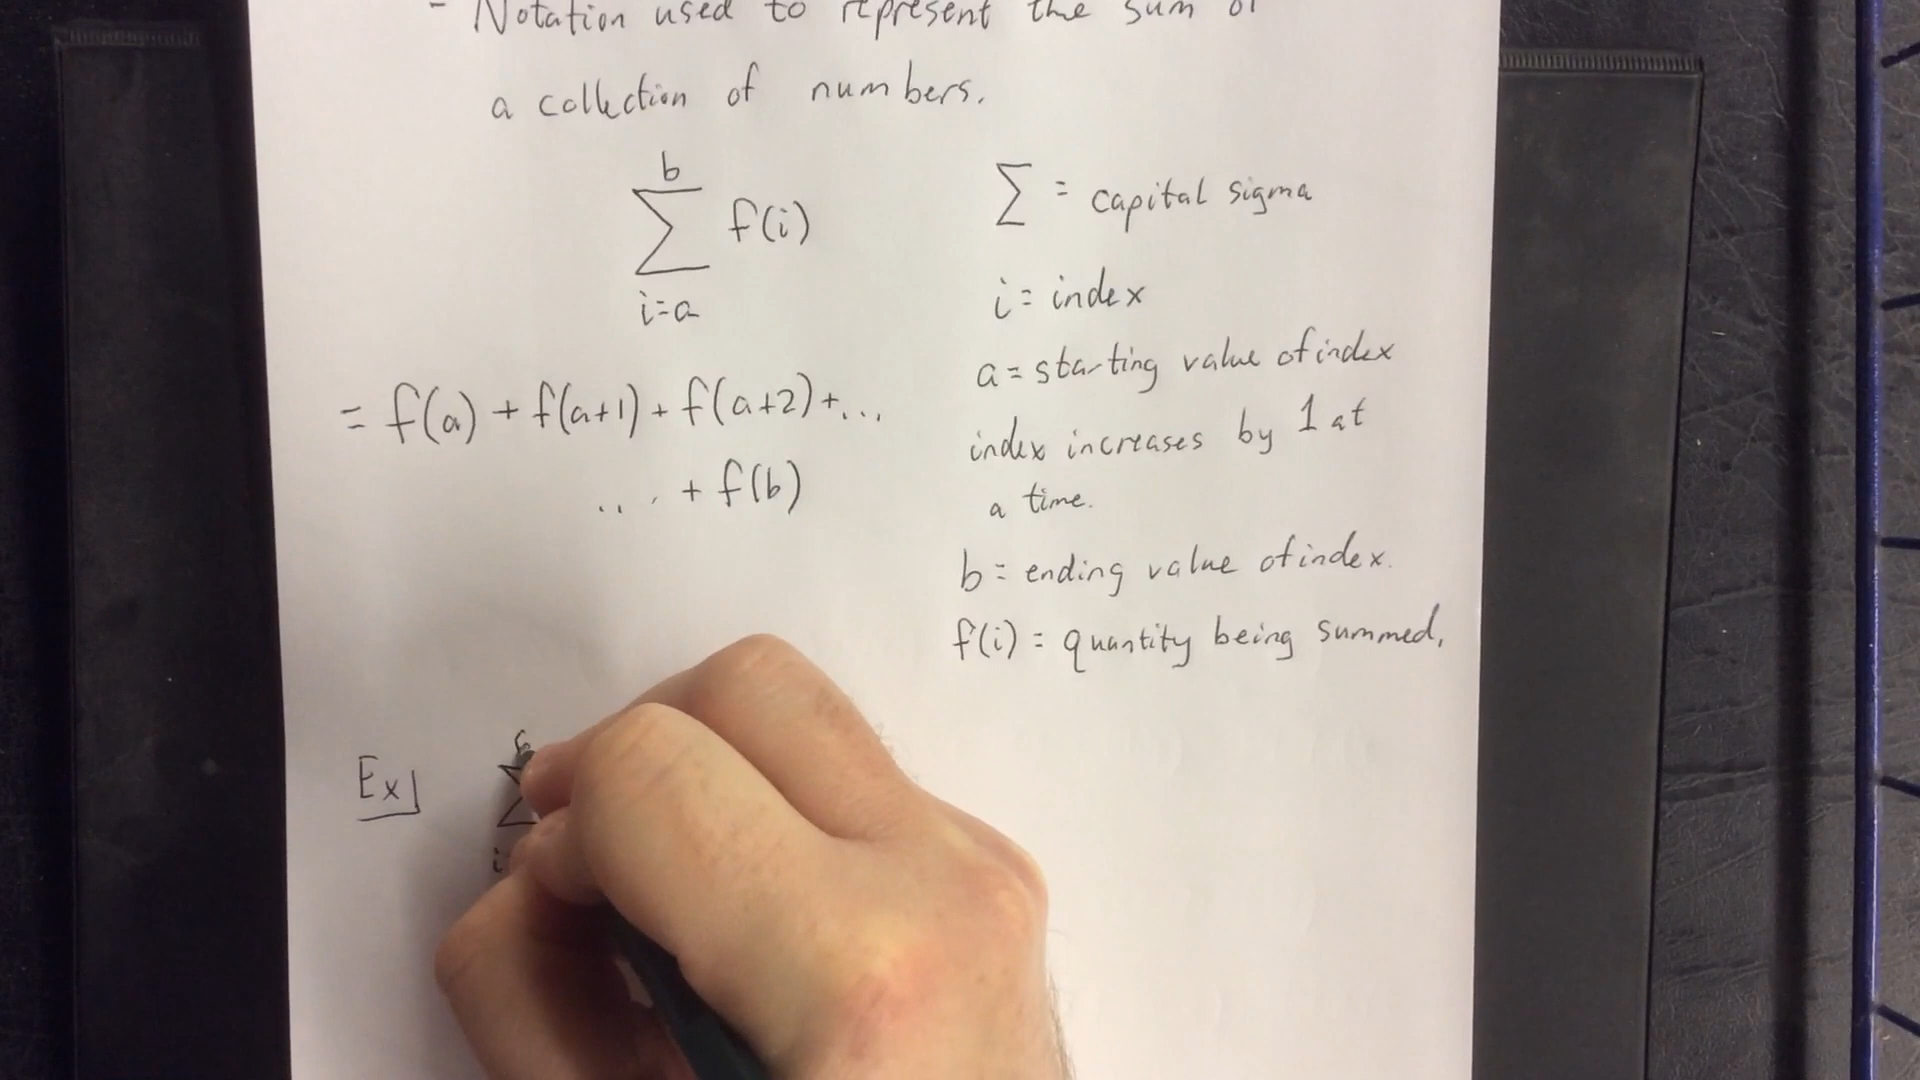 - Notation used to represent the sum of
a collection of numbers.
b
∑ f(i)
i=a
= f(a) + f(a+1) + f(a+2) + ...
... + f(b)
∑ = capital sigma
i = index
a = starting value of index
index increases by 1 at
a time.
b = ending value of index.
f(i) = quantity being summed,
Ex
∑
i